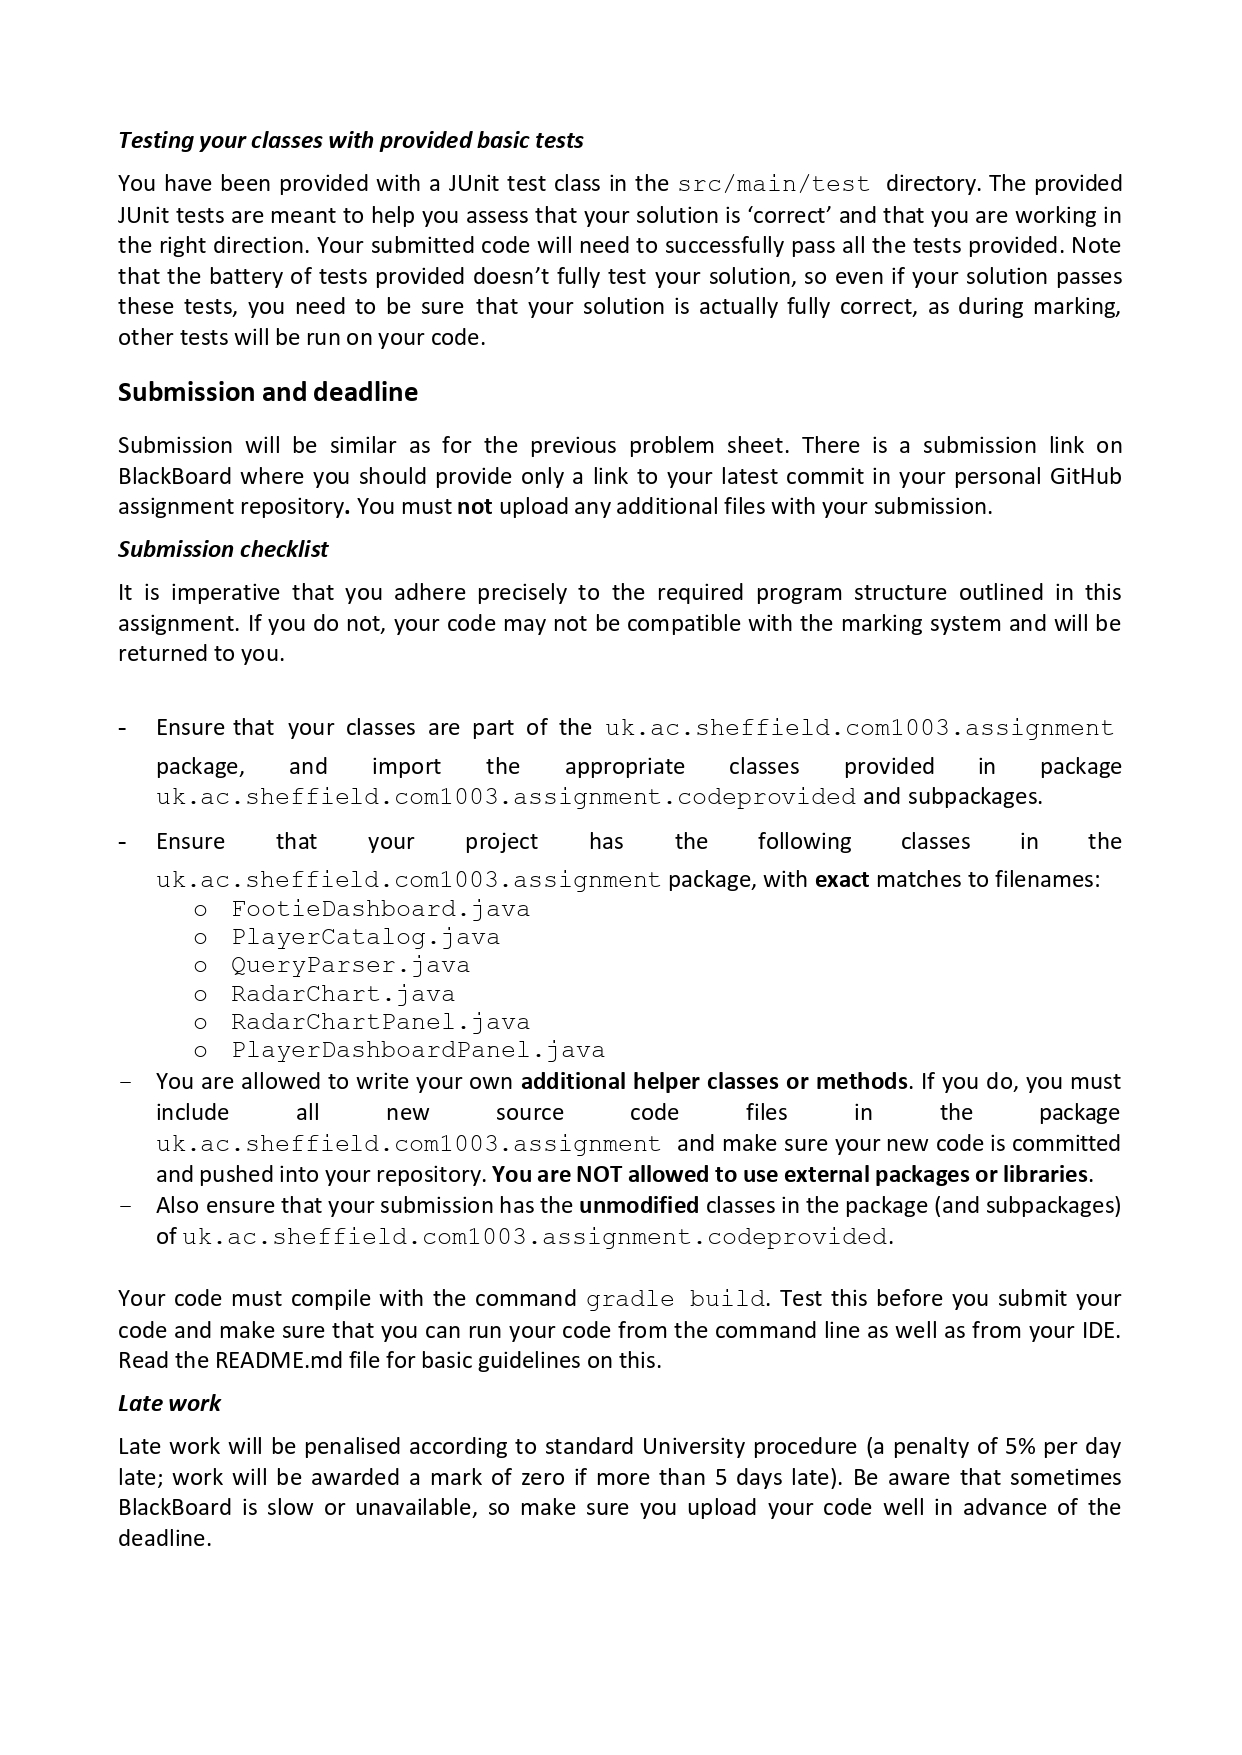 Testing your classes with provided basic tests
You have been provided with a JUnit test class in the src/main/test directory. The provided
JUnit tests are meant to help you assess that your solution is ‘correct’ and that you are working in
the right direction. Your submitted code will need to successfully pass all the tests provided. Note
that the battery of tests provided doesn’t fully test your solution, so even if your solution passes
these tests, you need to be sure that your solution is actually fully correct, as during marking,
other tests will be run on your code.
Submission and deadline
Submission will be similar as for the previous problem sheet. There is a submission link on
BlackBoard where you should provide only a link to your latest commit in your personal GitHub
assignment repository. You must not upload any additional files with your submission.
Submission checklist
It is imperative that you adhere precisely to the required program structure outlined in this
assignment. If you do not, your code may not be compatible with the marking system and will be
returned to you.
- Ensure that your classes are part of the uk.ac.sheffield.com1003.assignment
package, and import the appropriate classes provided in package
uk.ac.sheffield.com1003.assignment.codeprovided and subpackages.
- Ensure that your project has the following classes in the
uk.ac.sheffield.com1003.assignment package, with exact matches to filenames:
o FootieDashboard.java
o PlayerCatalog.java
o QueryParser.java
o RadarChart.java
o RadarChartPanel.java
o PlayerDashboardPanel.java
– You are allowed to write your own additional helper classes or methods. If you do, you must
include all new source code files in the package
uk.ac.sheffield.com1003.assignment and make sure your new code is committed
and pushed into your repository. You are NOT allowed to use external packages or libraries.
– Also ensure that your submission has the unmodified classes in the package (and subpackages)
of uk.ac.sheffield.com1003.assignment.codeprovided.
Your code must compile with the command gradle build. Test this before you submit your
code and make sure that you can run your code from the command line as well as from your IDE.
Read the README.md file for basic guidelines on this.
Late work
Late work will be penalised according to standard University procedure (a penalty of 5% per day
late; work will be awarded a mark of zero if more than 5 days late). Be aware that sometimes
BlackBoard is slow or unavailable, so make sure you upload your code well in advance of the
deadline.